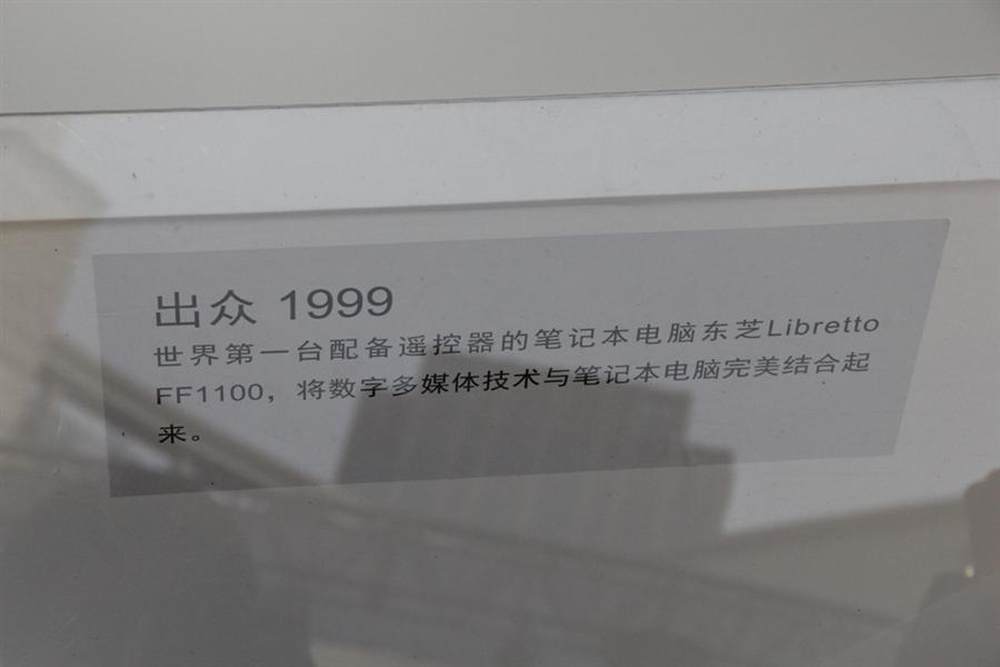 出众 1999
世界第一台配备遥控器的笔记本电脑东芝Libretto
FF1100，将数字多媒体技术与笔记本电脑完美结合起
来。